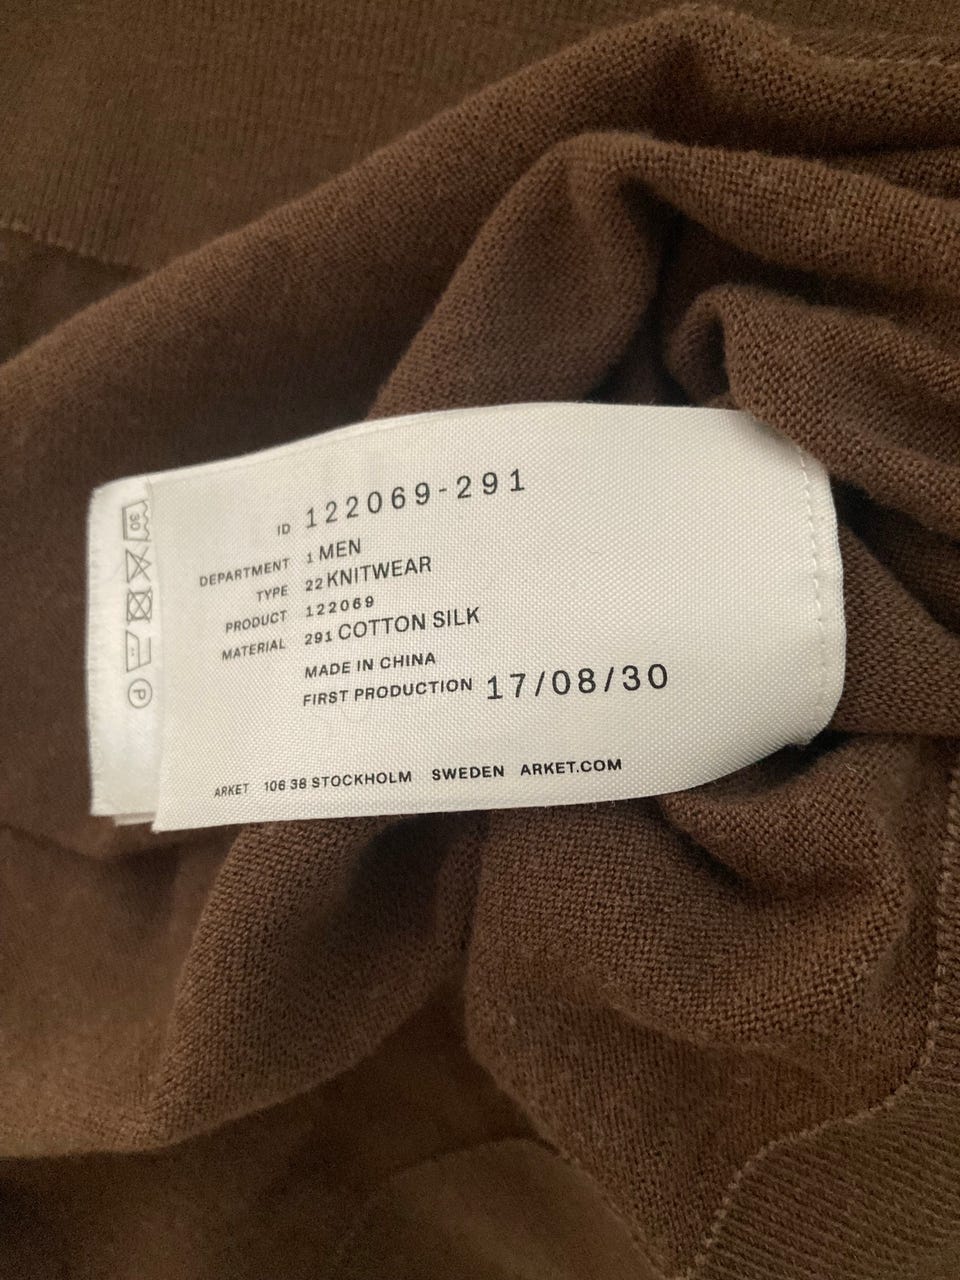 ID 122069-291
DEPARTMENT 1 MEN
TYPE 22 KNITWEAR
PRODUCT 122069
MATERIAL 291 COTTON SILK
MADE IN CHINA
FIRST PRODUCTION 17/08/30
ARKET 106 38 STOCKHOLM SWEDEN ARKET.COM
30
P